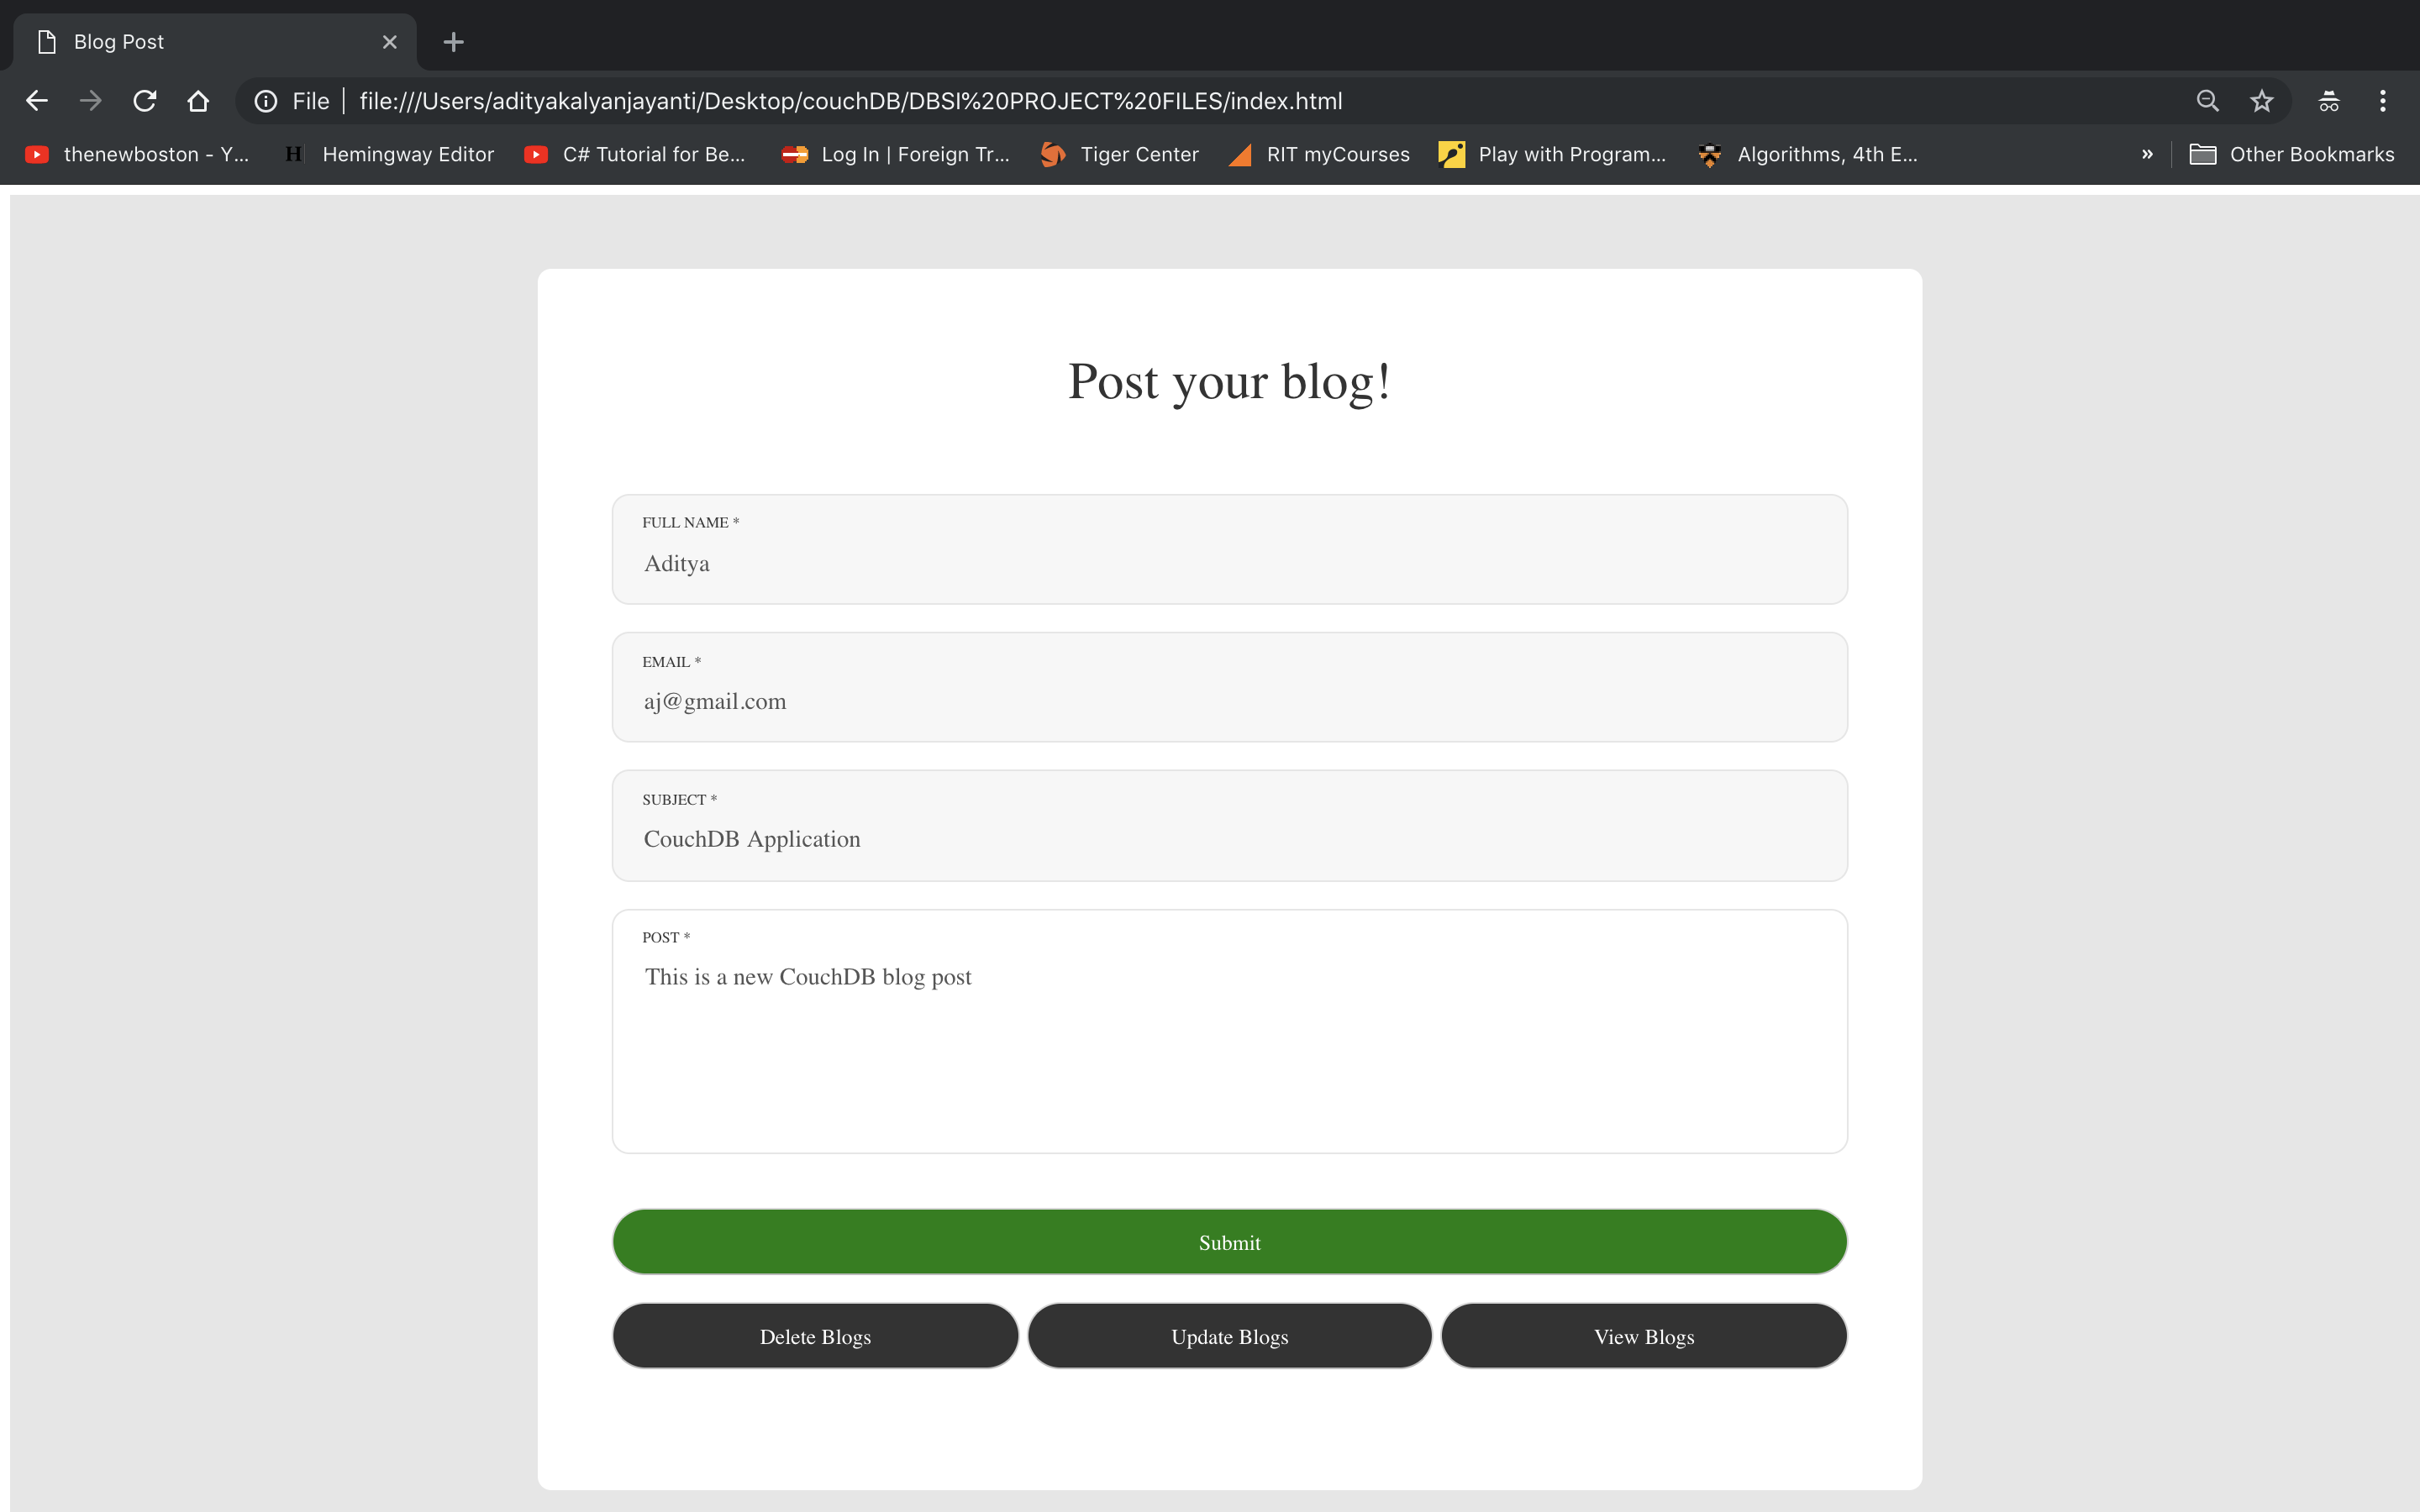 Blog Post
File | file:///Users/adityakalyanjayanti/Desktop/couchDB/DBSI%20PROJECT%20FILES/index.html
thenewboston - Y... H Hemingway Editor C# Tutorial for Be... Log In | Foreign Tr... Tiger Center RIT myCourses Play with Program... Algorithms, 4th E... » Other Bookmarks
Post your blog!
FULL NAME *
Aditya
EMAIL *
aj@gmail.com
SUBJECT *
CouchDB Application
POST *
This is a new CouchDB blog post
Submit
Delete Blogs Update Blogs View Blogs